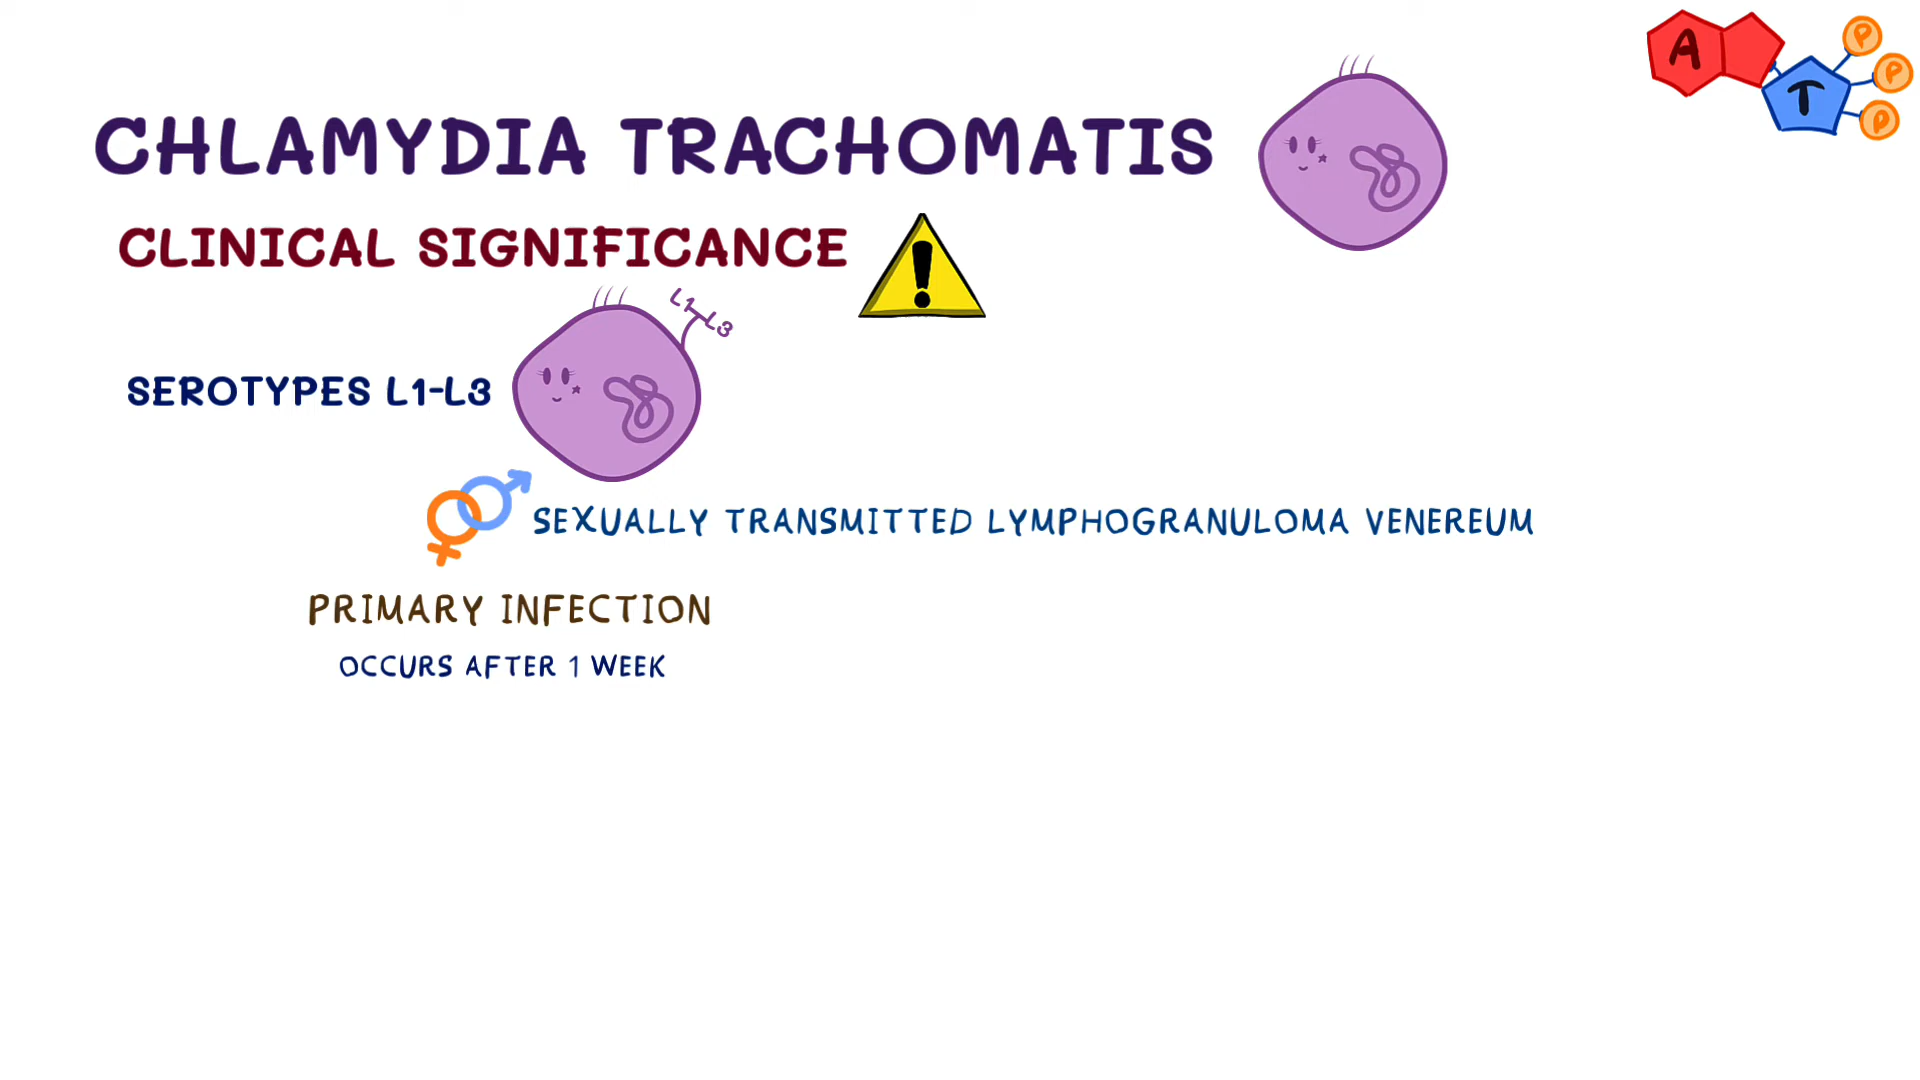 CHLAMYDIA TRACHOMATIS
A T P P P
CLINICAL SIGNIFICANCE
L1-L3
SEROTYPES L1-L3
SEXUALLY TRANSMITTED LYMPHOGRANULOMA VENEREUM
PRIMARY INFECTION
OCCURS AFTER 1 WEEK